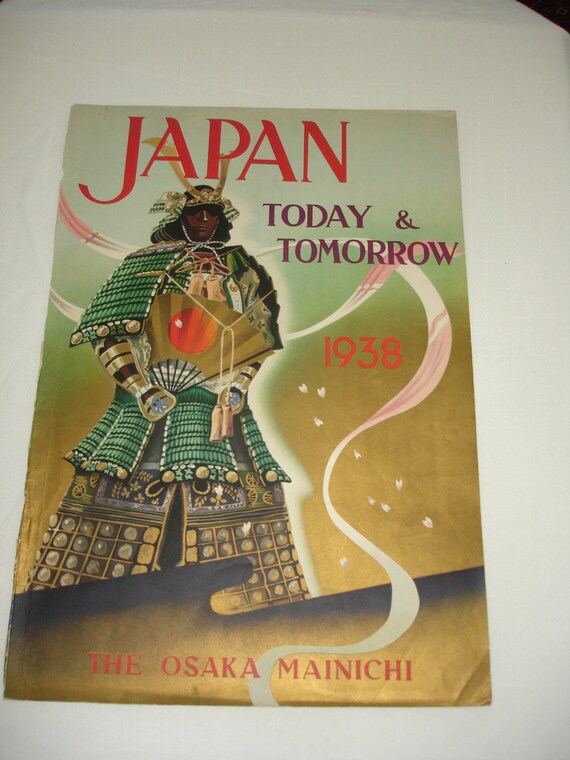 JAPAN
TODAY &
TOMORROW
1938
THE OSAKA MAINICHI